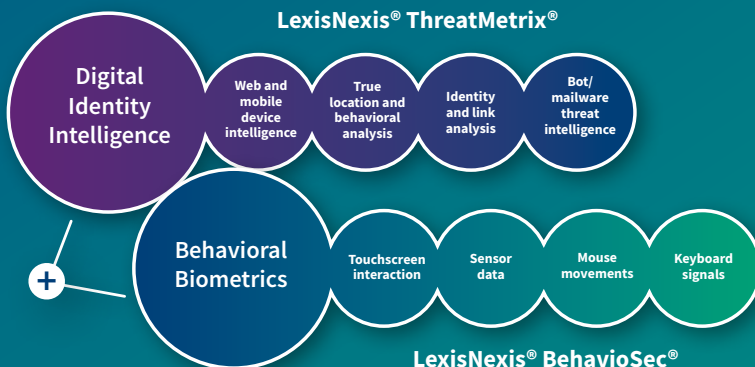 LexisNexis® ThreatMetrix®
Digital
Identity
Intelligence
Web and
mobile
device
intelligence
True
location and
behavioral
analysis
Identity
and link
analysis
Bot/
mailware
threat
intelligence
+
Behavioral
Biometrics
Touchscreen
interaction
Sensor
data
Mouse
movements
Keyboard
signals
LexisNexis® BehavioSec®